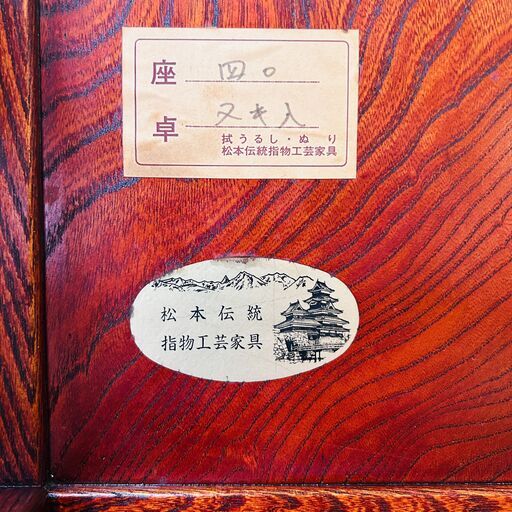 座 四〇
卓 ヌキ入
拭うるし・ぬり
松本伝統指物工芸家具
松本伝統
指物工芸家具